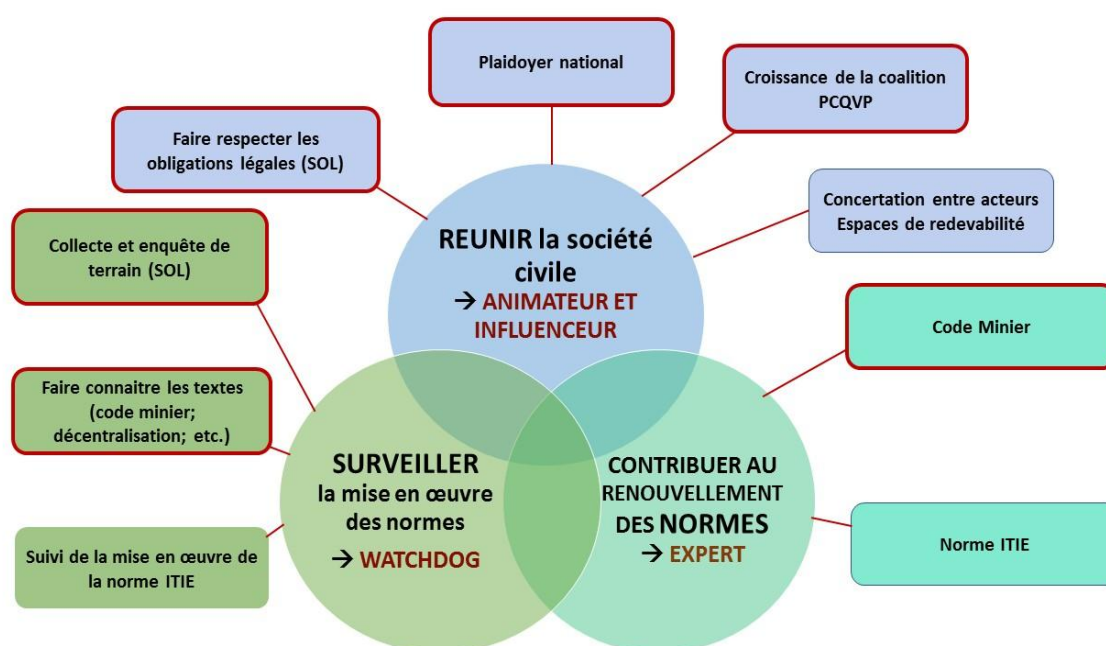 Plaidoyer national
Croissance de la coalition
PCQVP
Faire respecter les
obligations légales (SOL)
Concertation entre acteurs
Espaces de redevabilité
Collecte et enquête de
terrain (SOL)
REUNIR la société
civile
→ ANIMATEUR ET
INFLUENCEUR
Code Minier
Faire connaitre les textes
(code minier;
décentralisation; etc.)
SURVEILLER
la mise en œuvre
des normes
→ WATCHDOG
CONTRIBUER AU
RENOUVELLEMENT
DES NORMES
→ EXPERT
Suivi de la mise en œuvre de
la norme ITIE
Norme ITIE